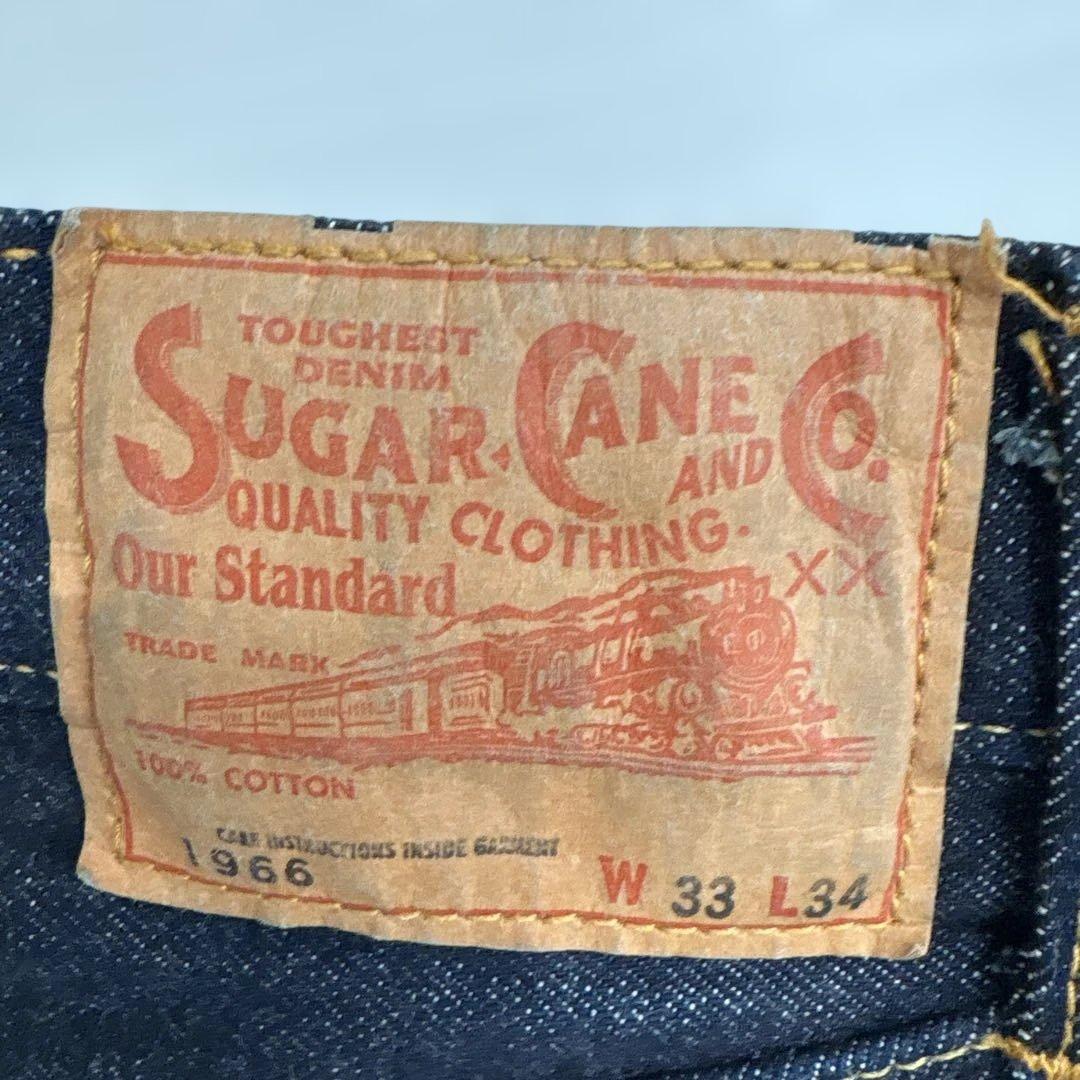 TOUGHEST
DENIM
SUGAR CANE AND CO.
QUALITY CLOTHING.
Our Standard
XX
TRADE MARK
100% COTTON
CARE INSTRUCTIONS INSIDE GARMENT
1966
W 33 L 34